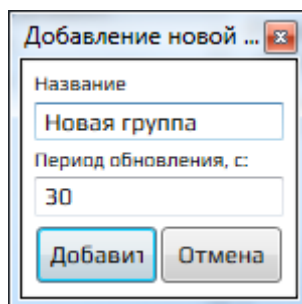 Добавление новой ...
Название
Новая группа
Период обновления, с:
30
Добавит Отмена